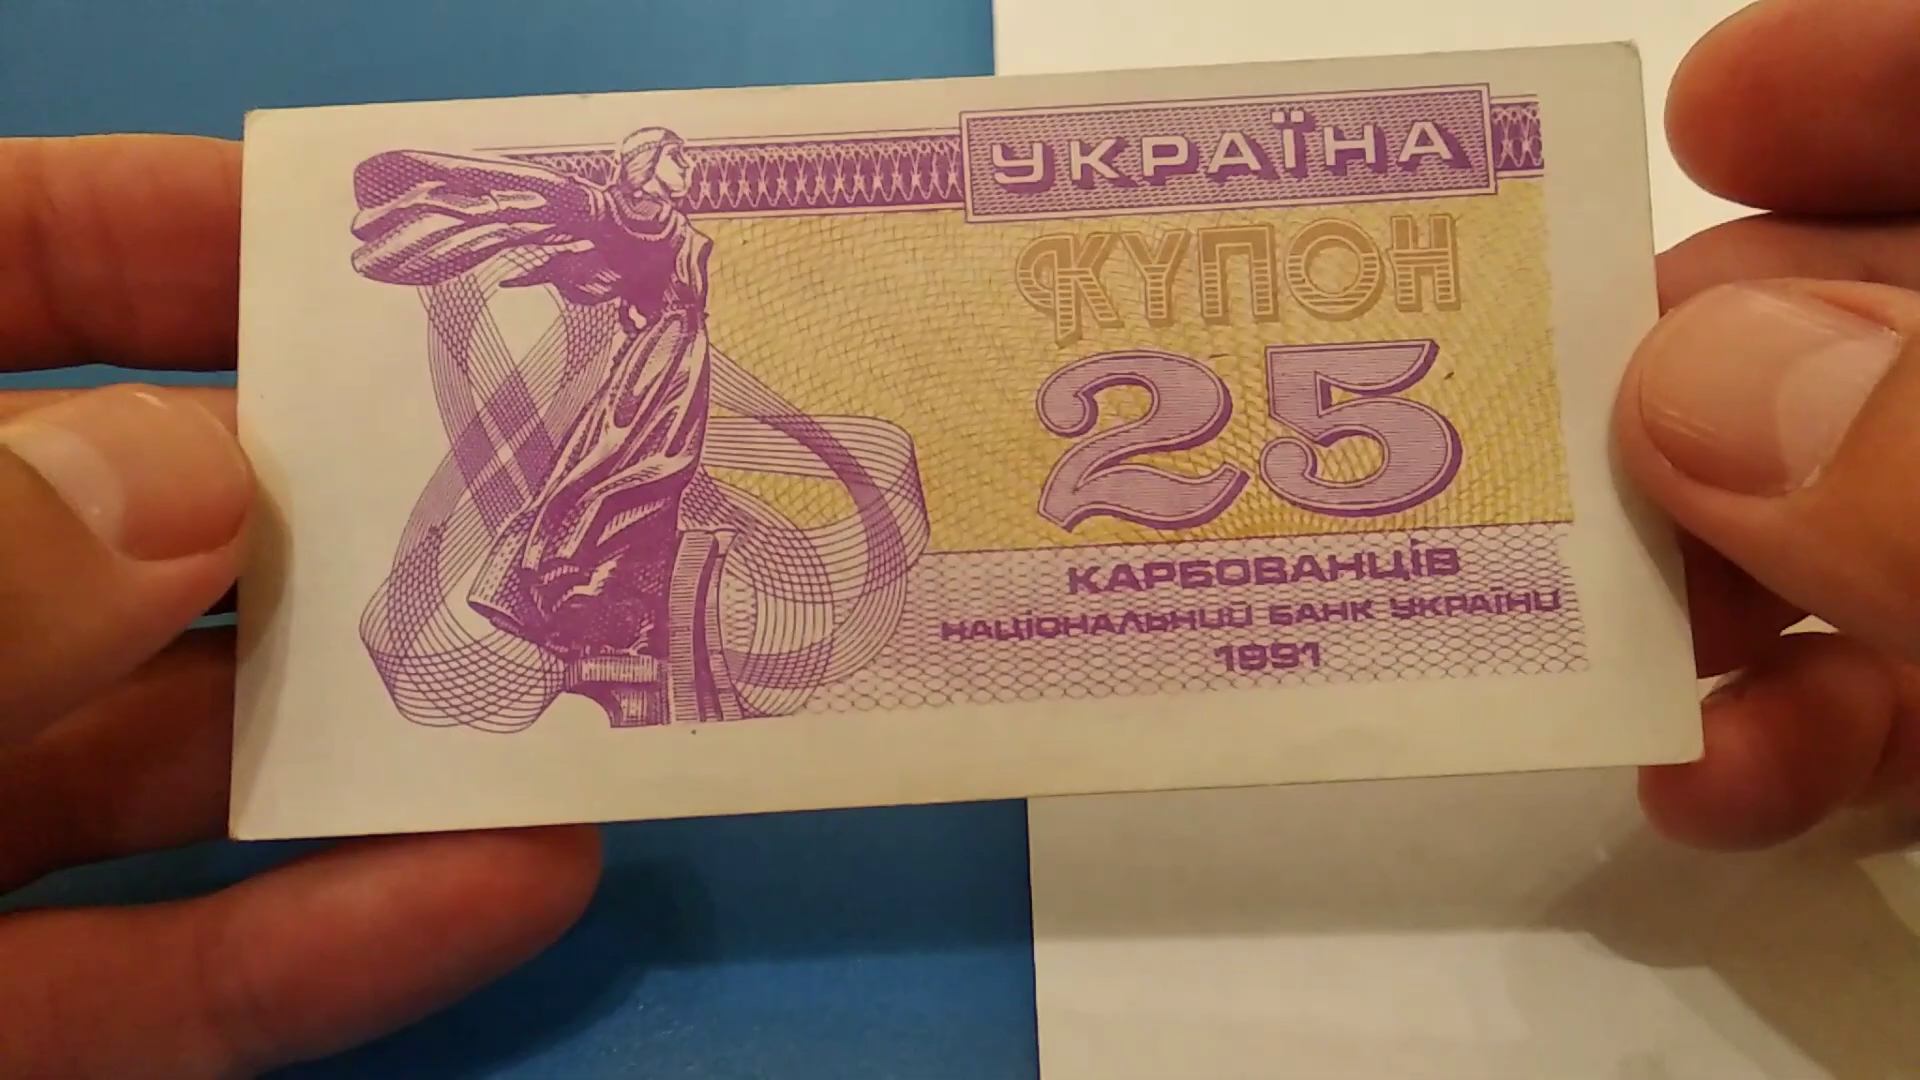 УКРАЇНА
КУПОН
25
КАРБОВАНЦІВ
НАЦІОНАЛЬНИЙ БАНК УКРАЇНИ
1991